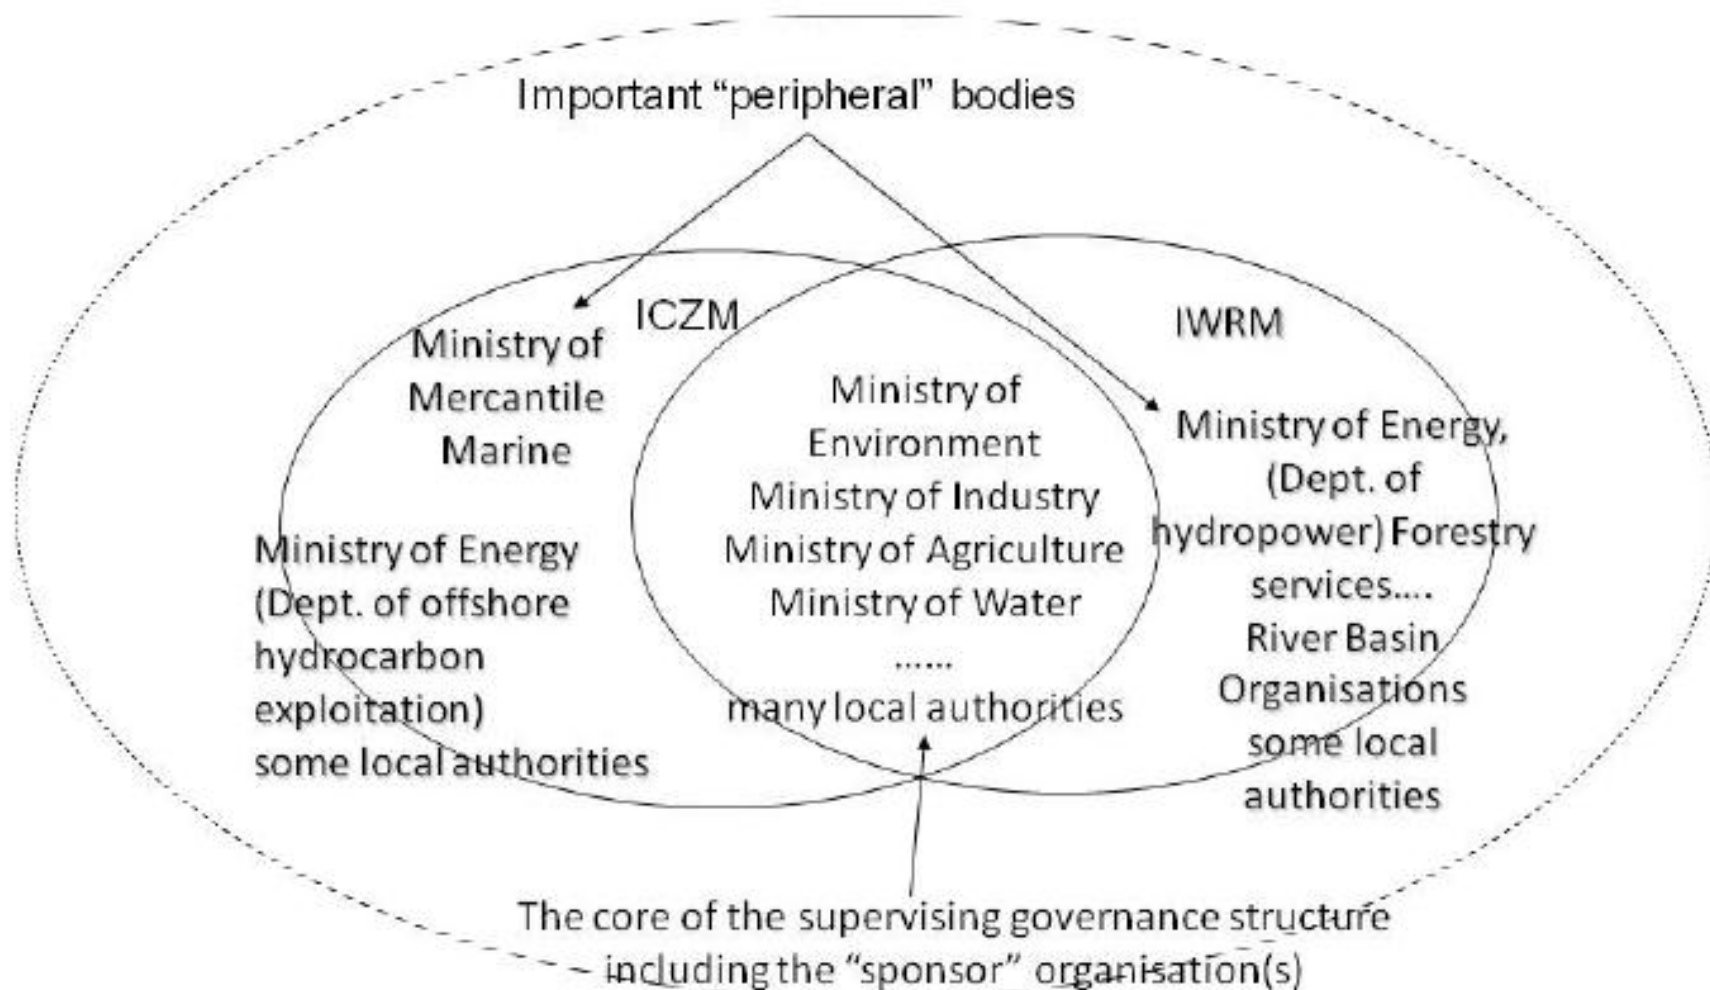 Important “peripheral” bodies
ICZM
IWRM
Ministry of
Mercantile
Marine
Ministry of Energy
(Dept. of offshore
hydrocarbon
exploitation)
some local authorities
Ministry of
Environment
Ministry of Industry
Ministry of Agriculture
Ministry of Water
......
many local authorities
Ministry of Energy,
(Dept. of
hydropower) Forestry
services....
River Basin
Organisations
some local
authorities
The core of the supervising governance structure
including the “sponsor” organisation(s)